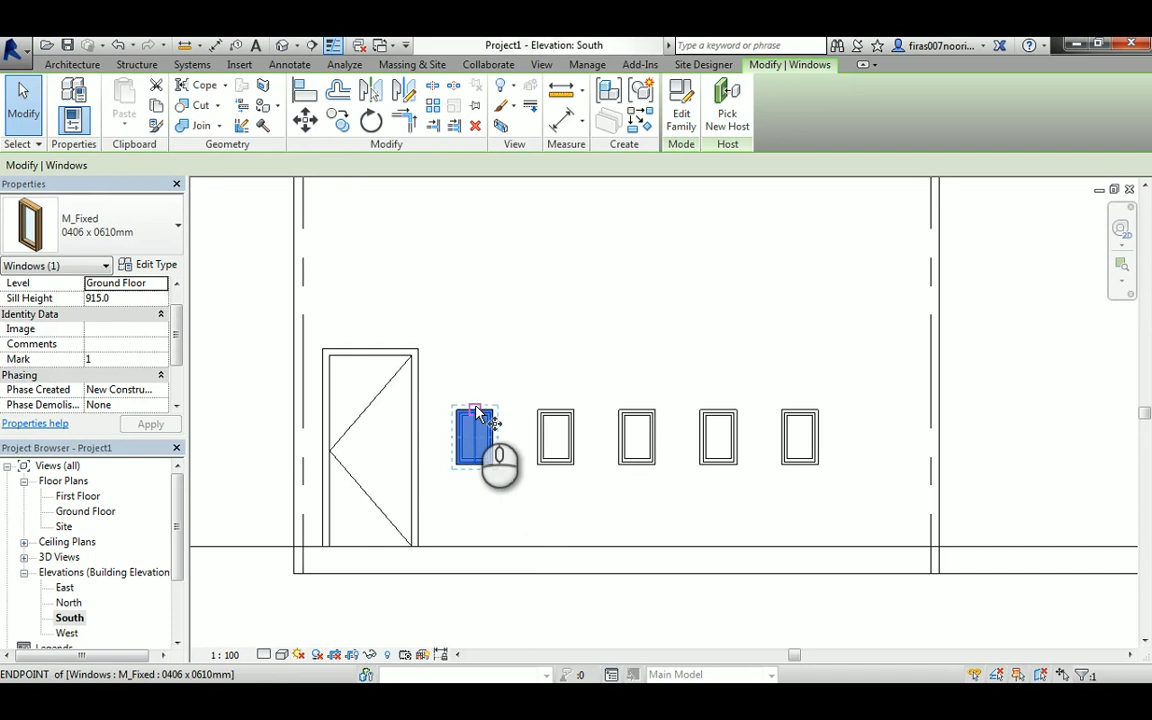 Project1 - Elevation: South
Type a keyword or phrase
firas007noori...
Architecture Structure Systems Insert Annotate Analyze Massing & Site Collaborate View Manage Add-Ins Site Designer Modify | Windows
Modify
Paste
Cope
Cut
Join
Edit Family
Pick New Host
Select Properties Clipboard Geometry Modify View Measure Create Mode Host
Modify | Windows
Properties
M_Fixed
0406 x 0610mm
Windows (1) Edit Type
Level Ground Floor
Sill Height 915.0
Identity Data
Image
Comments
Mark 1
Phasing
Phase Created New Constru...
Phase Demolis... None
Properties help Apply
Project Browser - Project1
Views (all)
Floor Plans
First Floor
Ground Floor
Site
Ceiling Plans
3D Views
Elevations (Building Elevation
East
North
South
West
1 : 100
ENDPOINT of [Windows : M_Fixed : 0406 x 0610mm]
:0
Main Model
:1